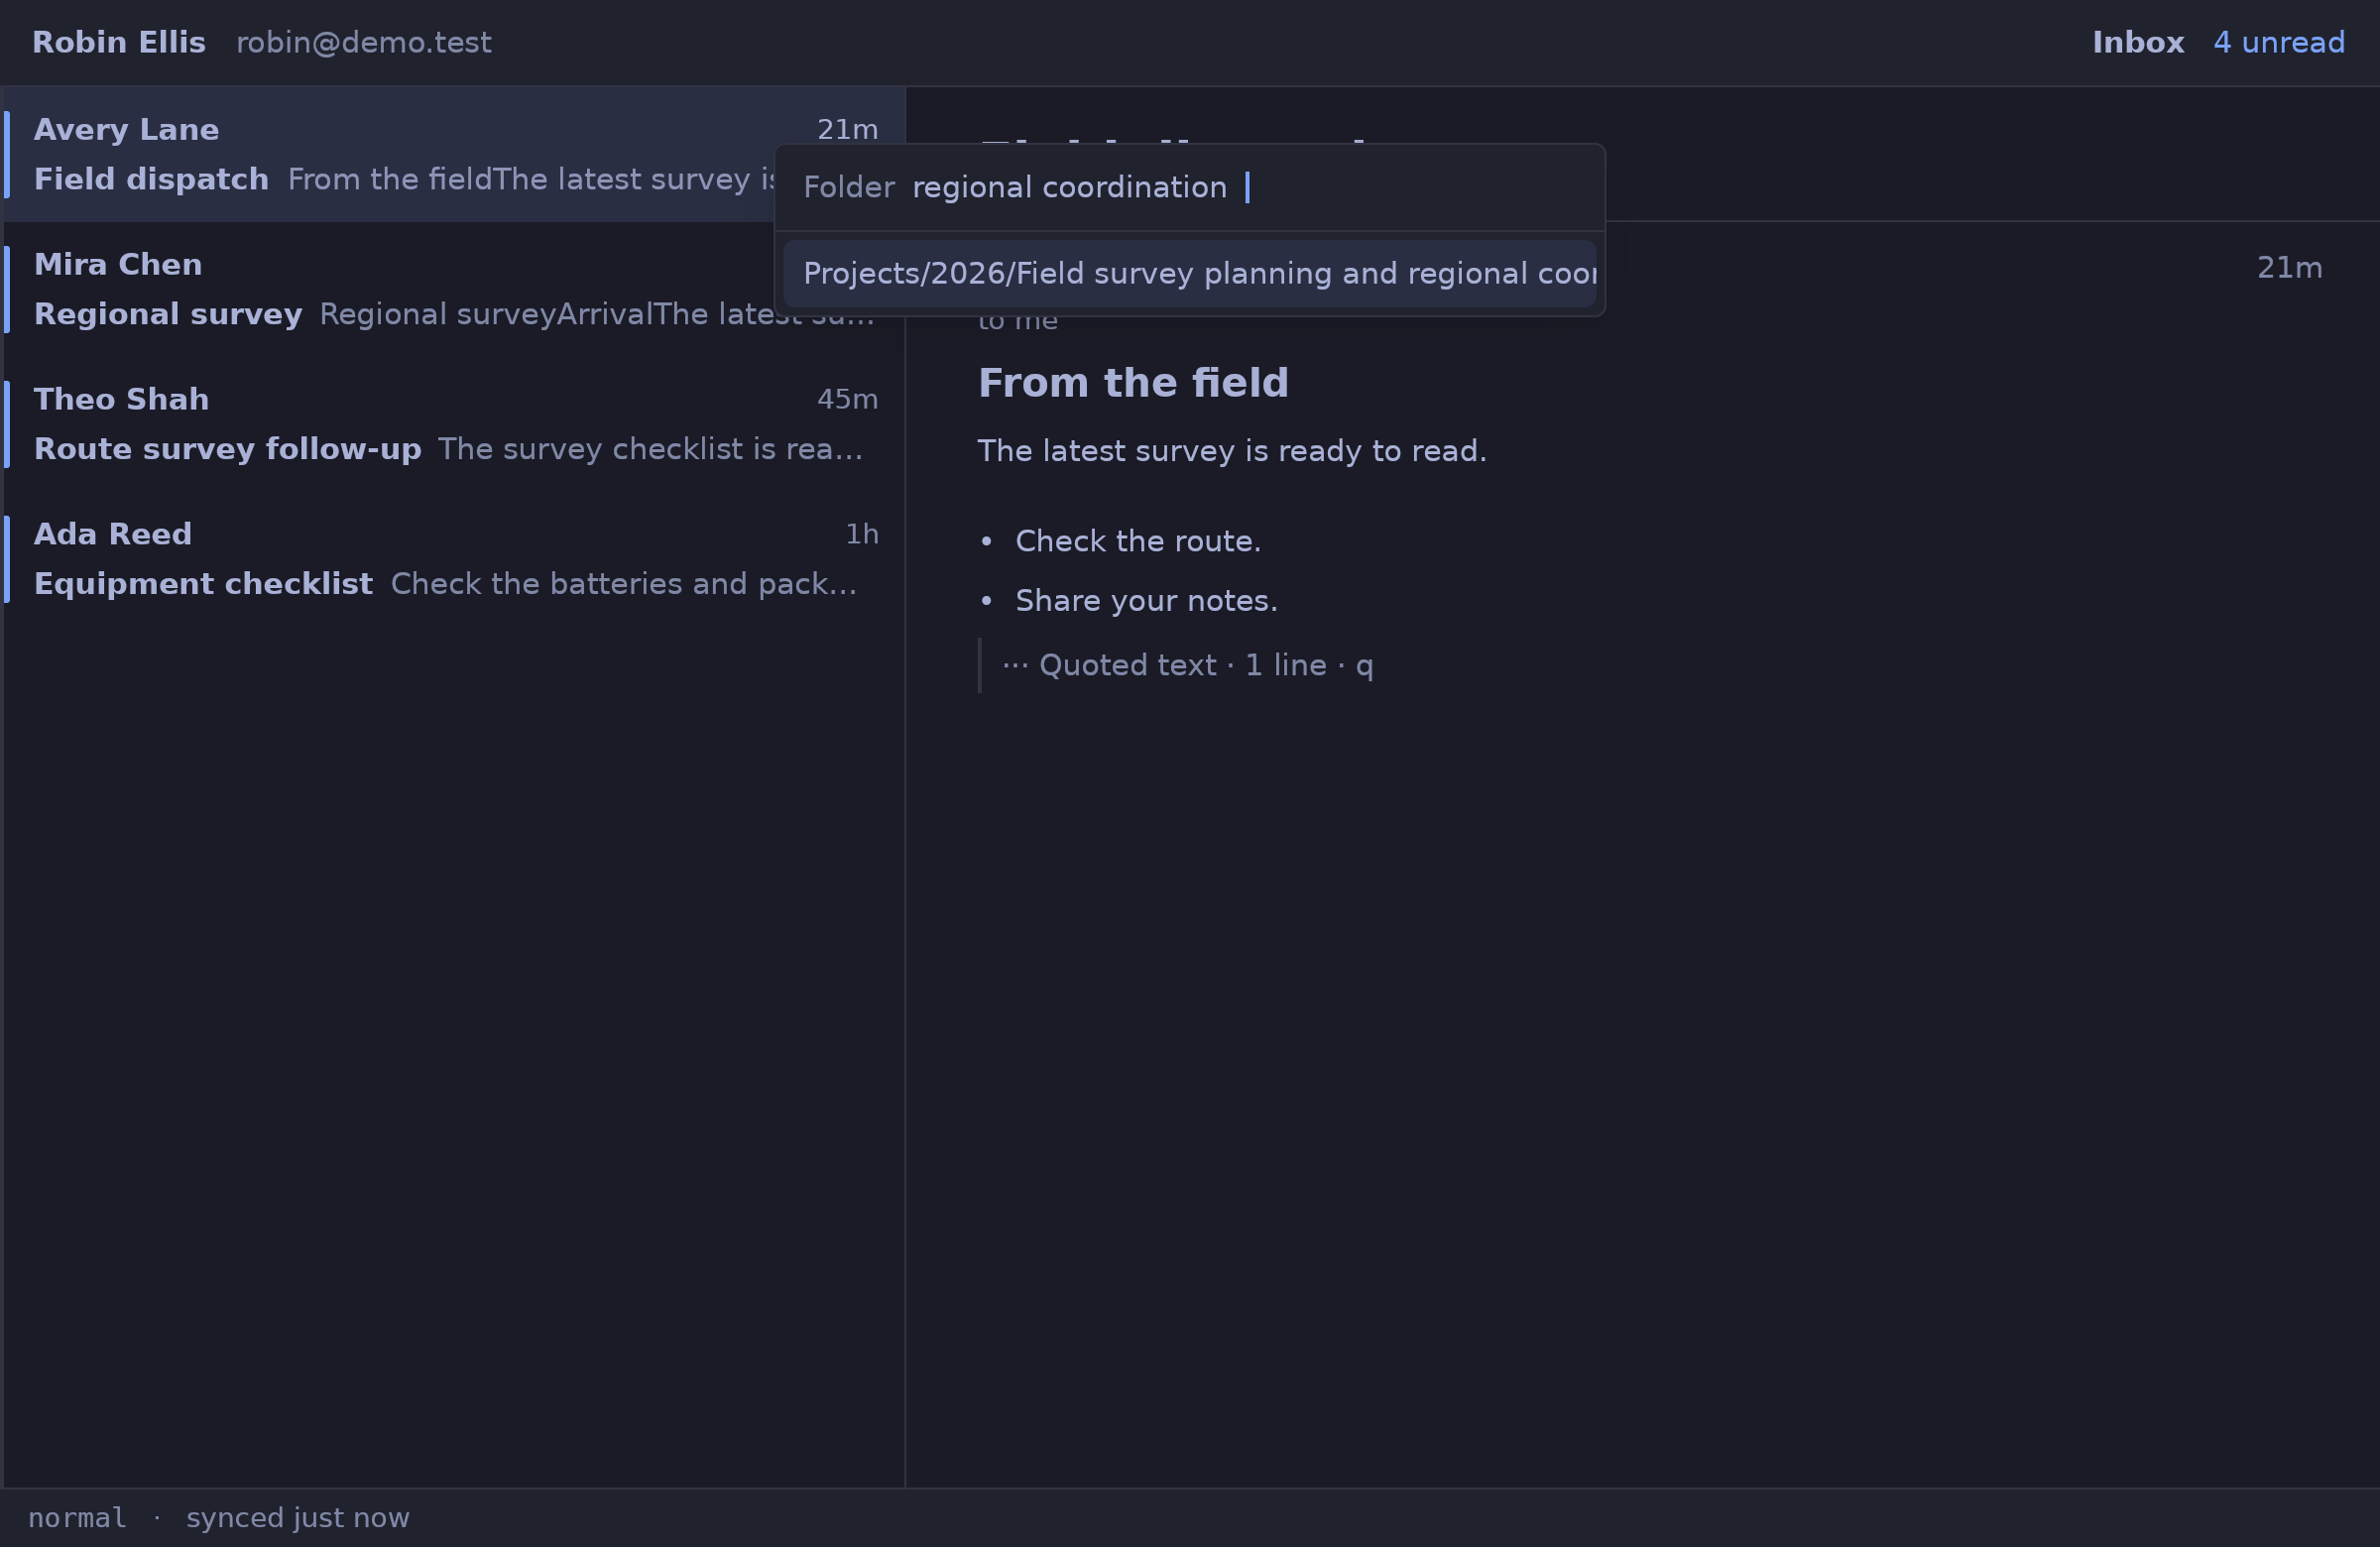 Robin Ellis robin@demo.test
Inbox 4 unread
Avery Lane 21m
Field dispatch From the fieldThe latest survey is
Mira Chen
Regional survey Regional surveyArrivalThe latest su…
Theo Shah 45m
Route survey follow-up The survey checklist is rea…
Ada Reed 1h
Equipment checklist Check the batteries and pack…
Folder regional coordination
Projects/2026/Field survey planning and regional coor
21m
to me
From the field
The latest survey is ready to read.
• Check the route.
• Share your notes.
··· Quoted text · 1 line · q
normal · synced just now